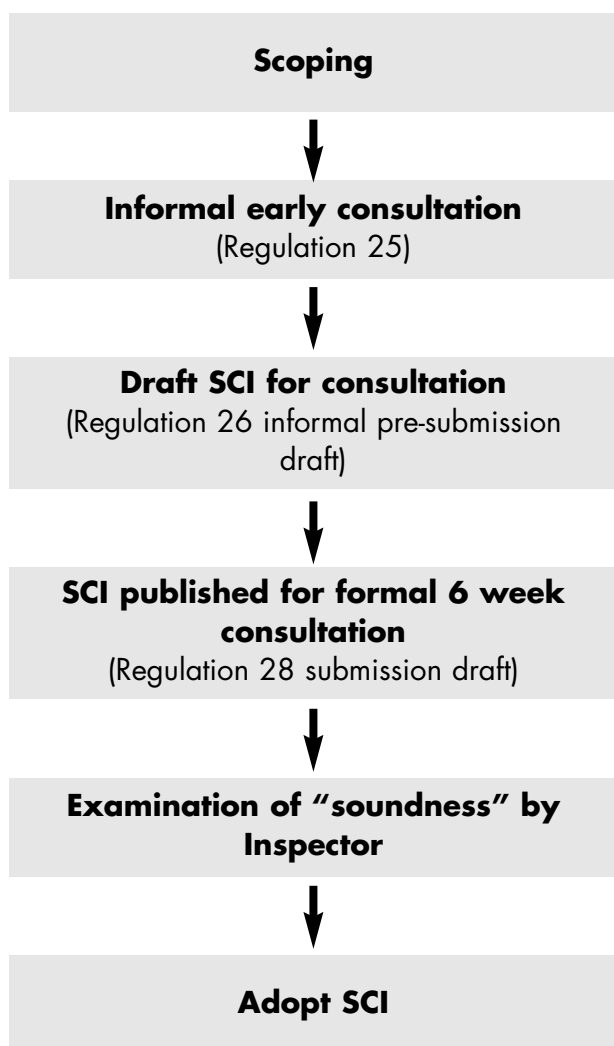 Scoping
Informal early consultation
(Regulation 25)
Draft SCI for consultation
(Regulation 26 informal pre-submission
draft)
SCI published for formal 6 week
consultation
(Regulation 28 submission draft)
Examination of “soundness” by
Inspector
Adopt SCI